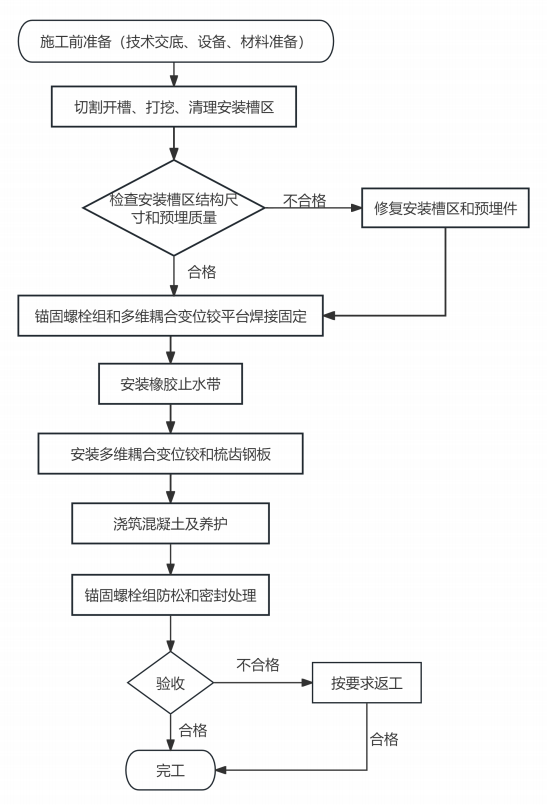 施工前准备（技术交底、设备、材料准备）
切割开槽、打挖、清理安装槽区
检查安装槽区结构尺
寸和预埋质量
不合格
修复安装槽区和预埋件
合格
锚固螺栓组和多维耦合变位铰平台焊接固定
安装橡胶止水带
安装多维耦合变位铰和梳齿钢板
浇筑混凝土及养护
锚固螺栓组防松和密封处理
验收
不合格
按要求返工
合格
合格
完工